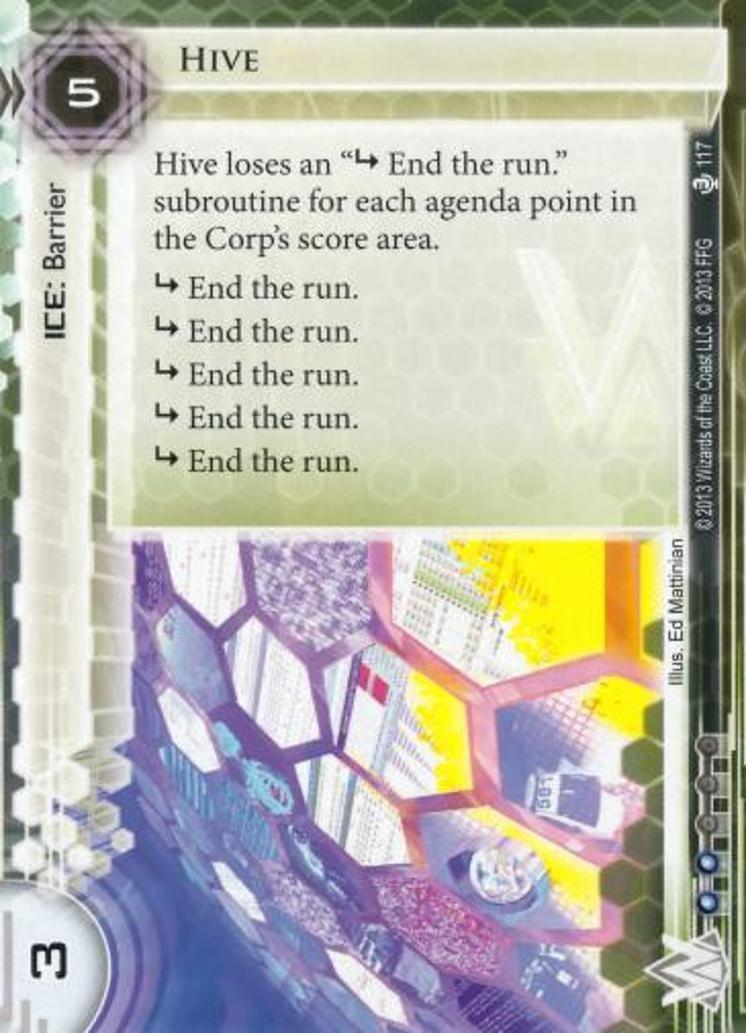 5
HIVE
Hive loses an “↳ End the run.”
subroutine for each agenda point in
the Corp’s score area.
↳ End the run.
↳ End the run.
↳ End the run.
↳ End the run.
↳ End the run.
ICE: Barrier
3
117
© 2013 Wizards of the Coast LLC. © 2013 FFG
Illus. Ed Mattinian